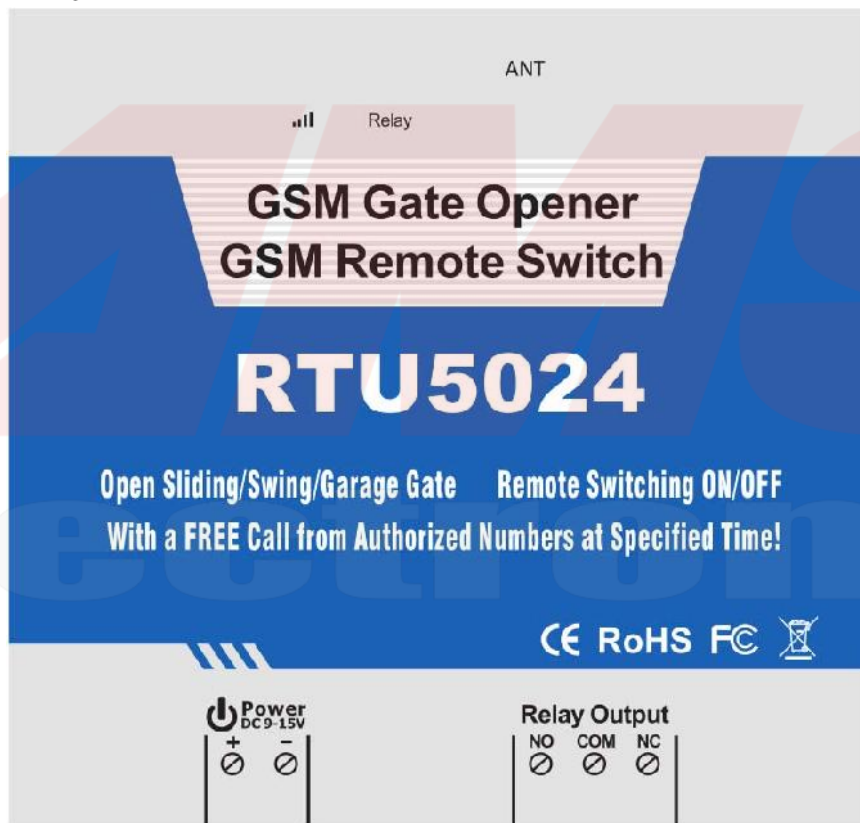 ANT
Relay
GSM Gate Opener
GSM Remote Switch
RTU5024
Open Sliding/Swing/Garage Gate Remote Switching ON/OFF
With a FREE Call from Authorized Numbers at Specified Time!
CE RoHS FC
Power Relay Output
DC9-15V
+ - NO COM NC